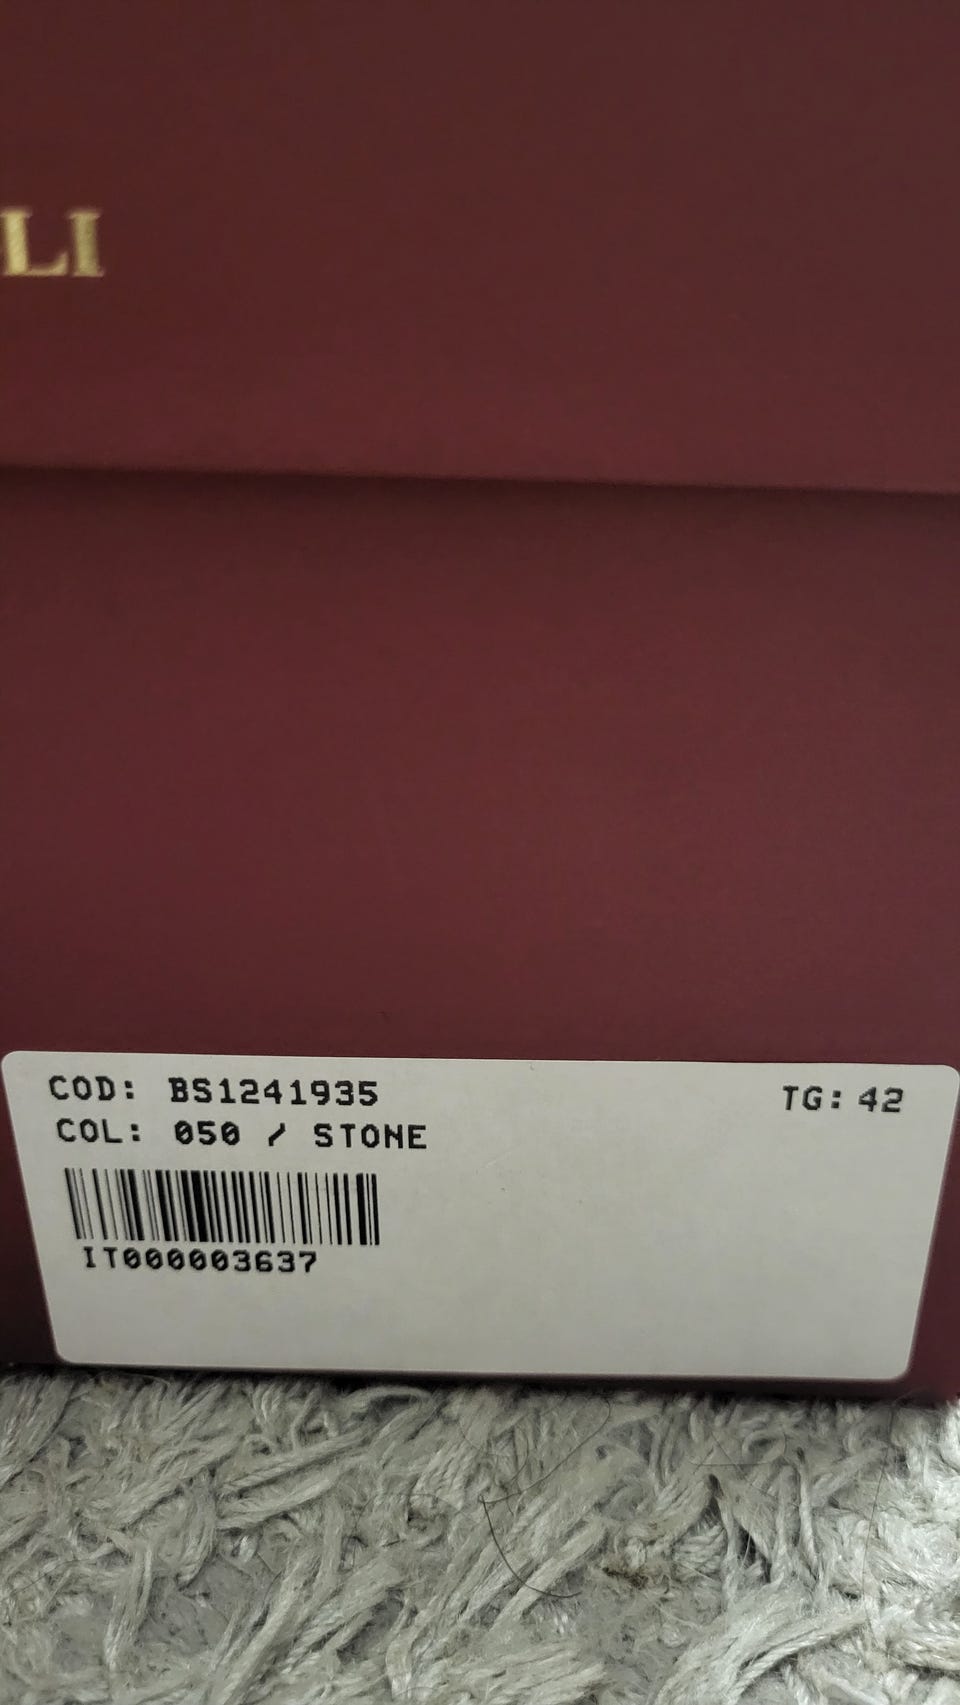 LI
COD: BS1241935
TG: 42
COL: 050 / STONE
IT000003637